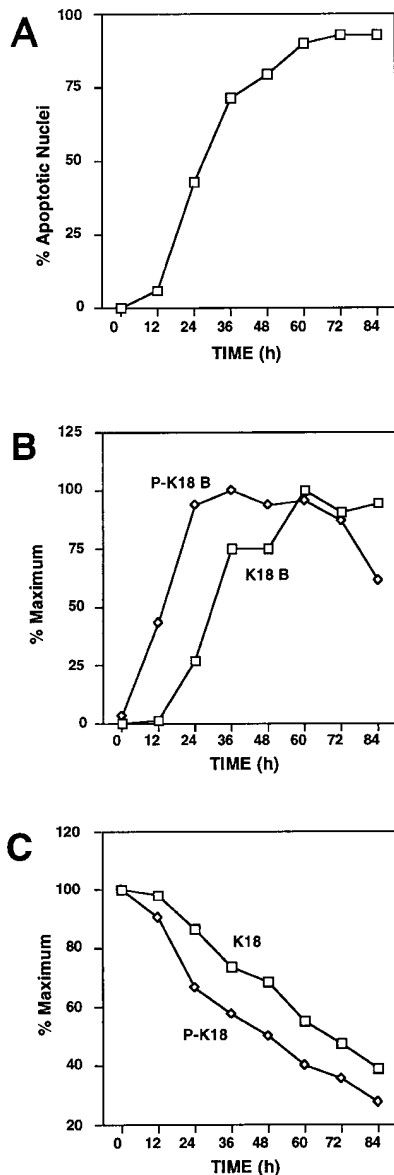 A
100
75
50
25
0
% Apoptotic Nuclei
0 12 24 36 48 60 72 84
TIME (h)
B
125
100
75
50
25
0
% Maximum
P-K18 B
K18 B
0 12 24 36 48 60 72 84
TIME (h)
C
120
100
80
60
40
20
% Maximum
K18
P-K18
0 12 24 36 48 60 72 84
TIME (h)